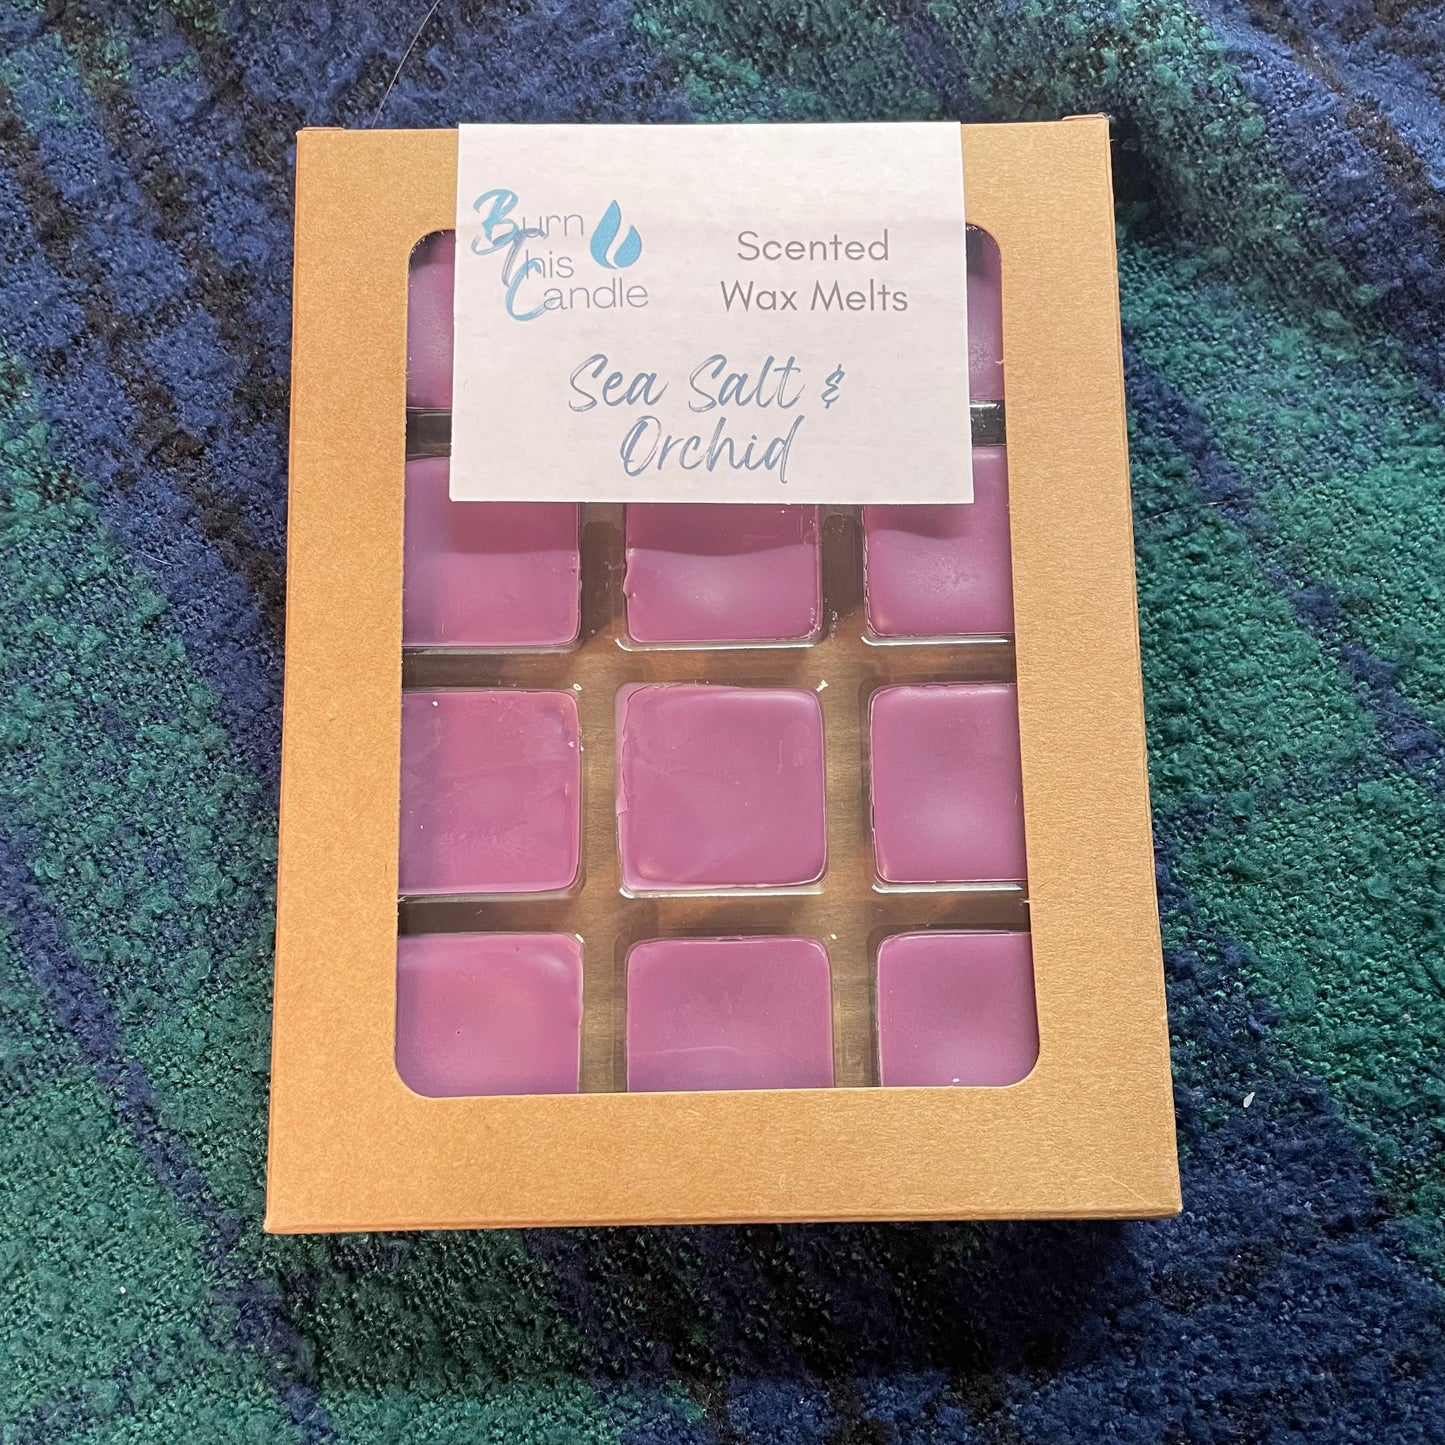 Burn
This
Candle
Scented
Wax Melts
Sea Salt &
Orchid